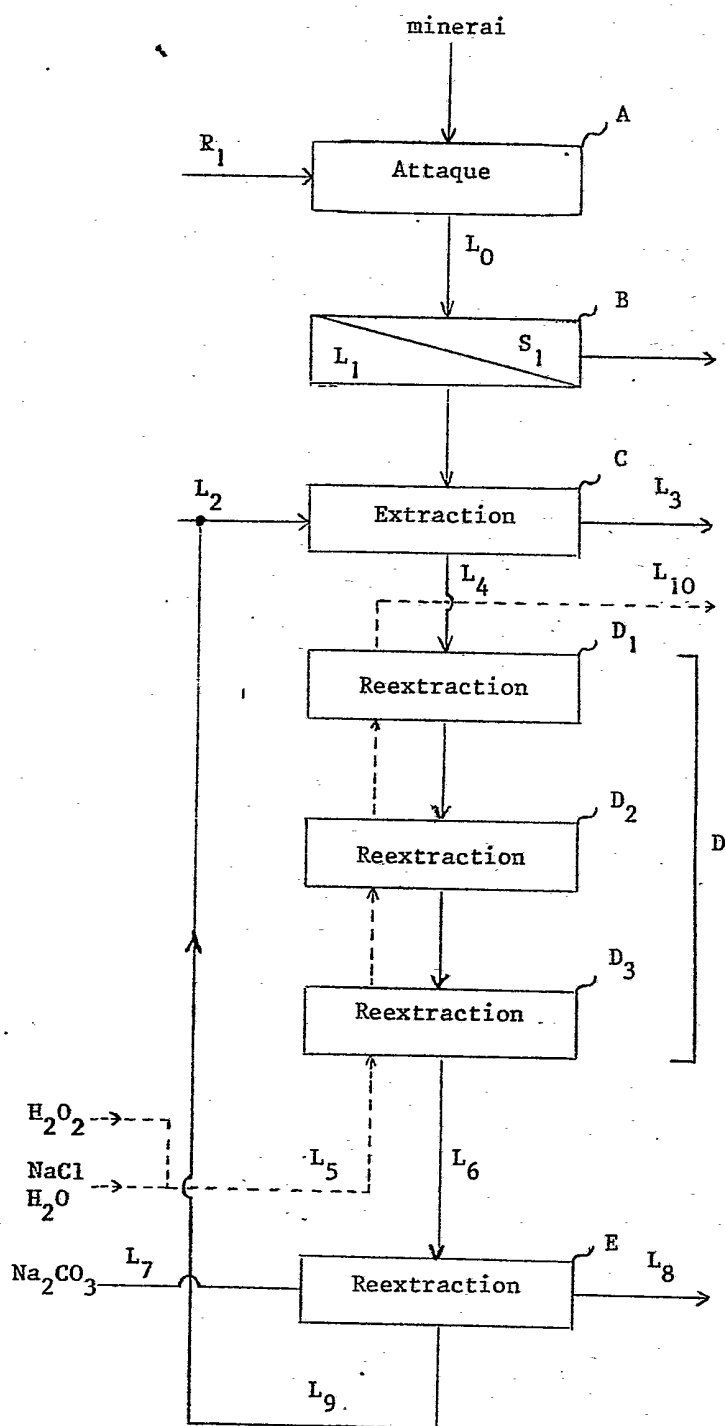 minerai
A
R1
Attaque
L0
B
L1
S1
C
L2
Extraction
L3
L4
L10
D1
Reextraction
D2
Reextraction
D
D3
Reextraction
H2O2
NaCl
H2O
L5
L6
E
Na2CO3
L7
Reextraction
L8
L9